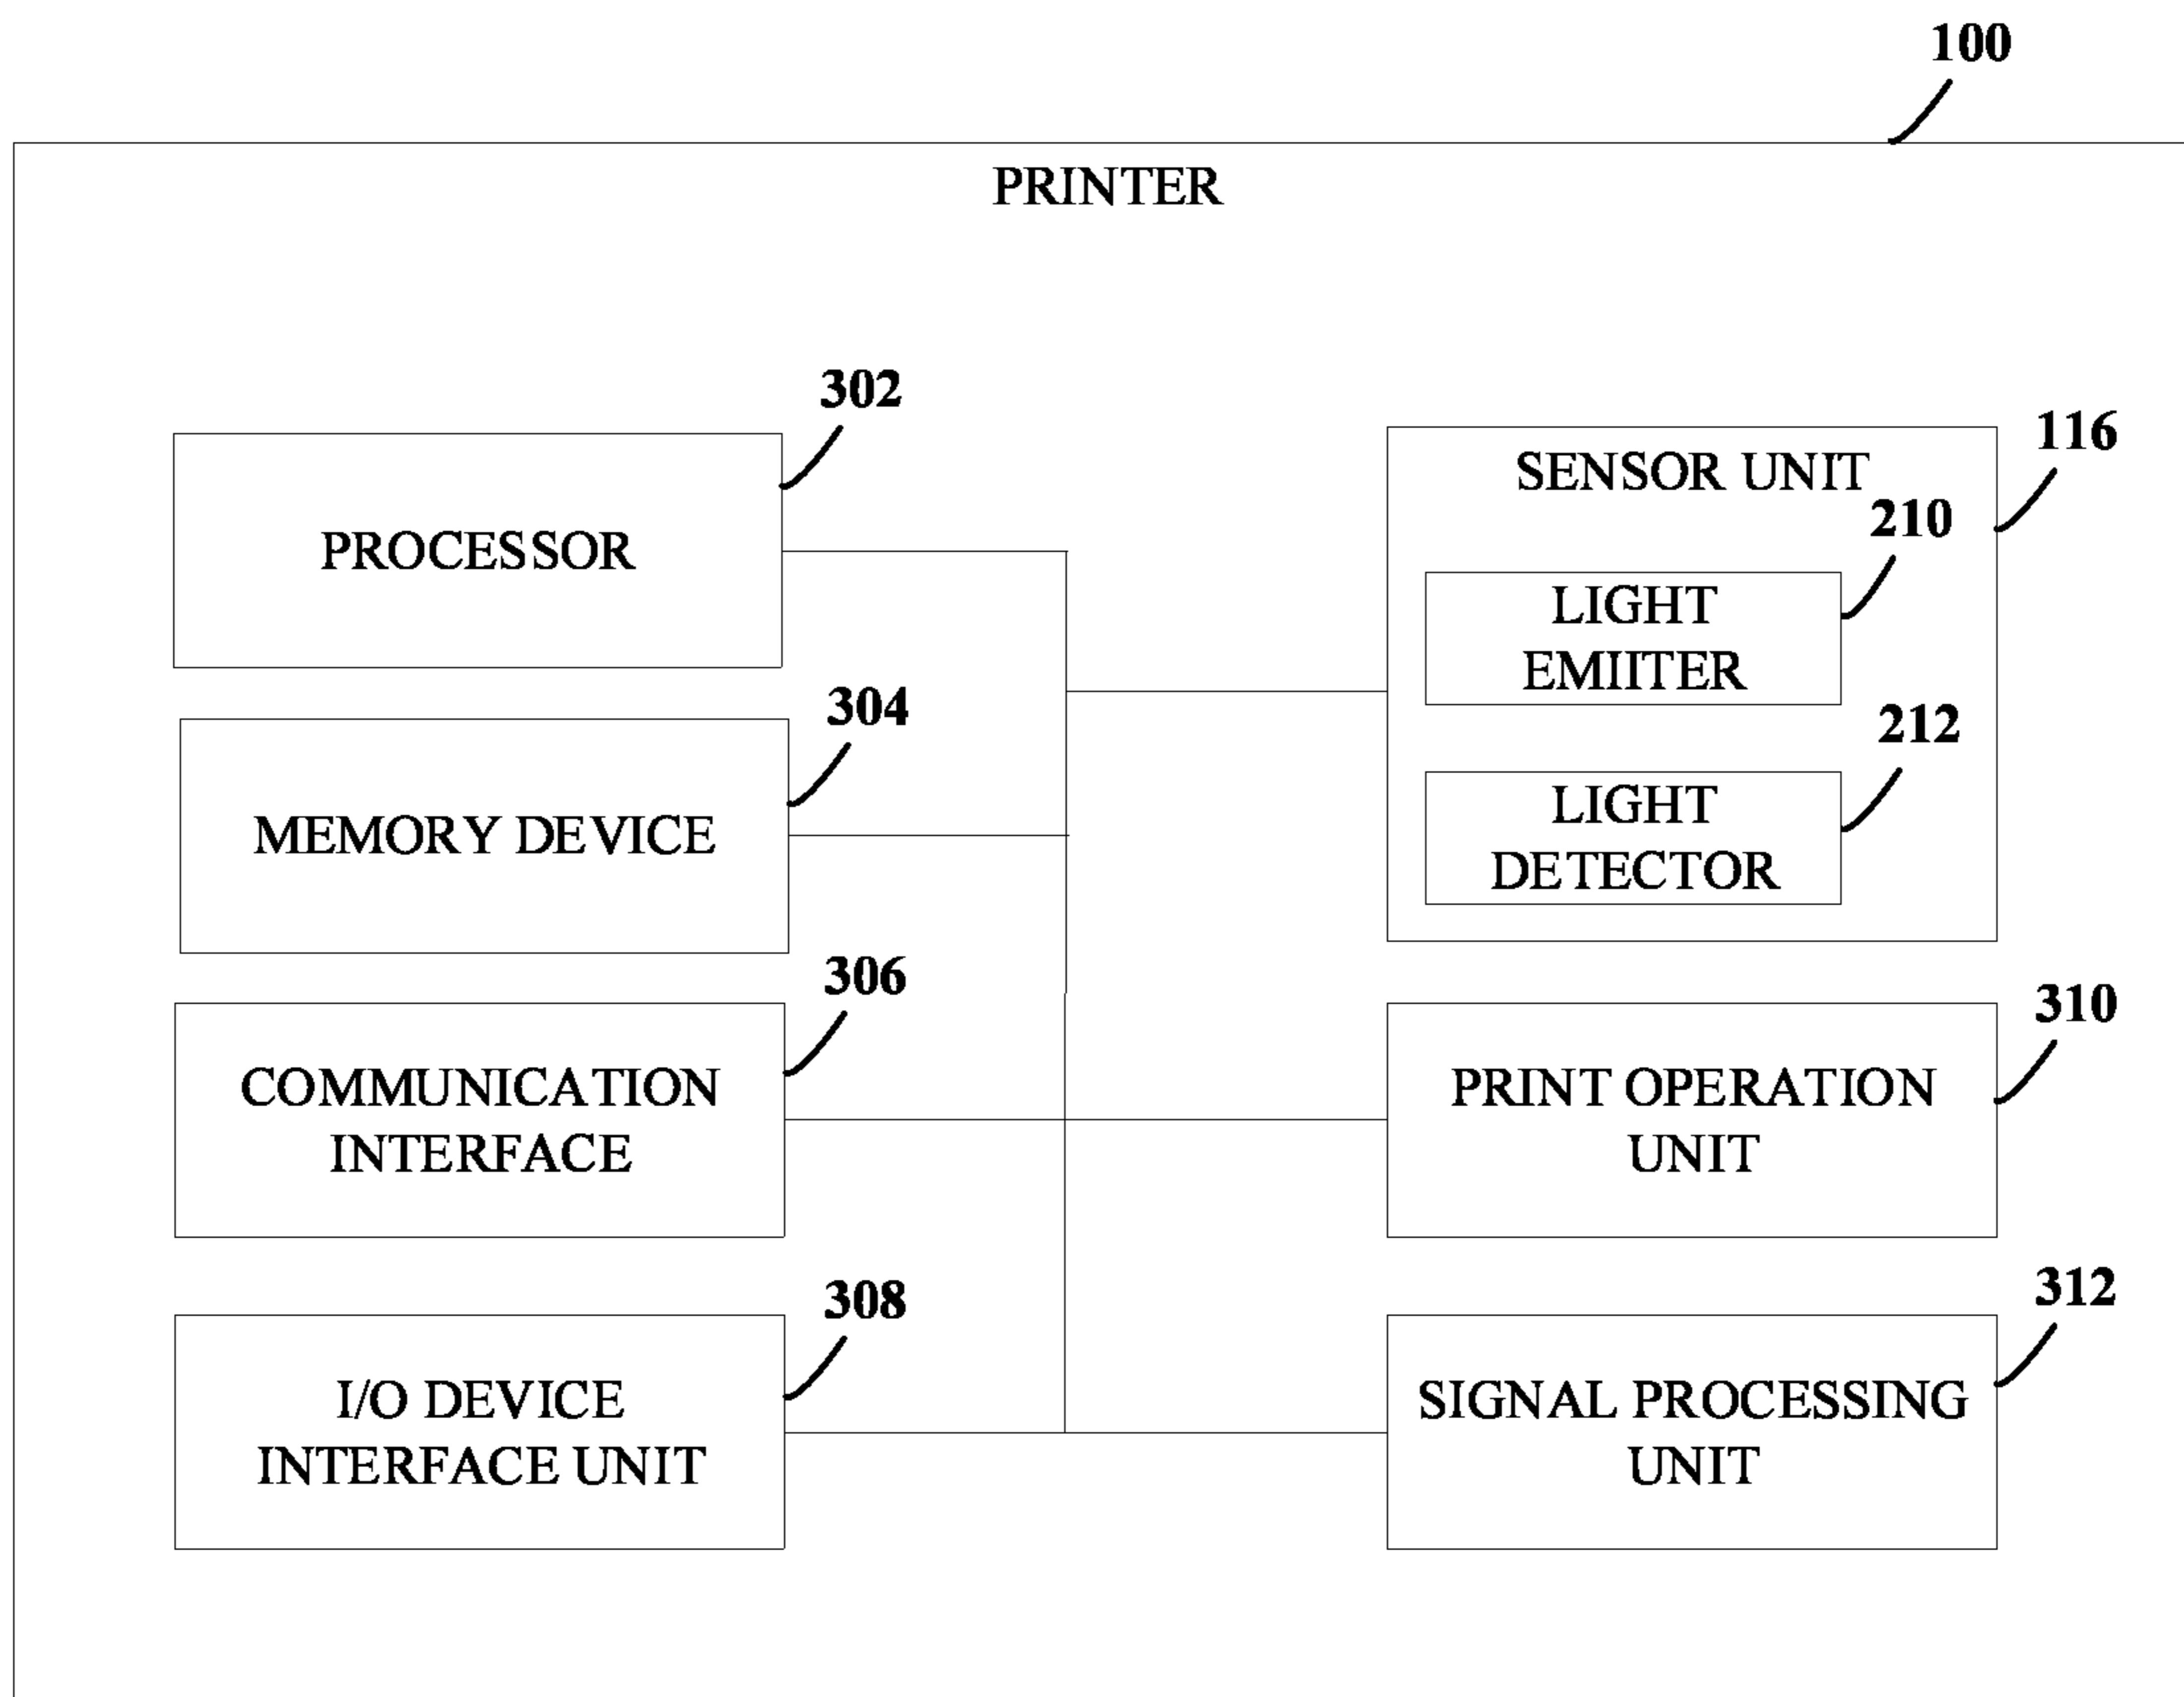 100
PRINTER
302
PROCESSOR
304
MEMORY DEVICE
306
COMMUNICATION
INTERFACE
308
I/O DEVICE
INTERFACE UNIT
116
SENSOR UNIT
210
LIGHT
EMIITER
212
LIGHT
DETECTOR
310
PRINT OPERATION
UNIT
312
SIGNAL PROCESSING
UNIT